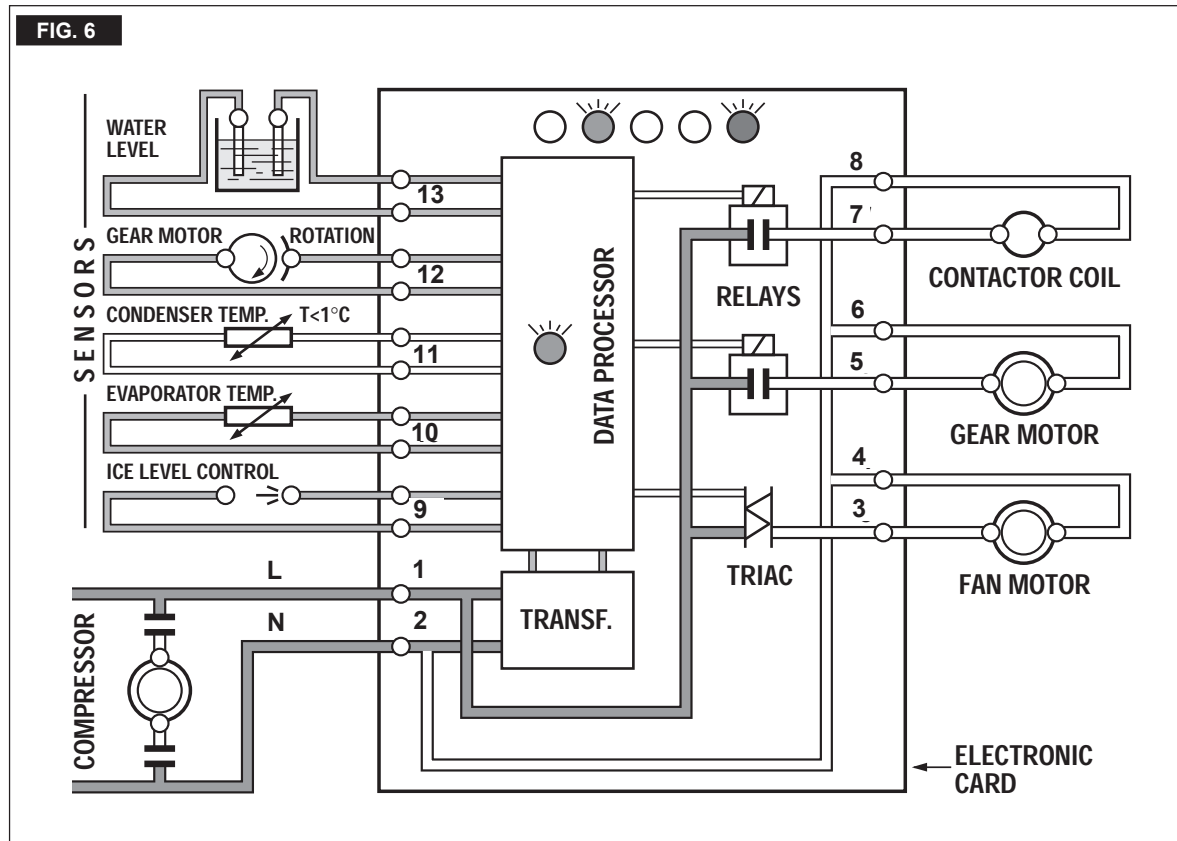 FIG. 6
SENSORS
WATER
LEVEL
13
GEAR MOTOR ROTATION
12
CONDENSER TEMP. T<1°C
11
EVAPORATOR TEMP.
10
ICE LEVEL CONTROL
9
L 1
N 2
COMPRESSOR
DATA PROCESSOR
TRANSF.
RELAYS
TRIAC
8
7
CONTACTOR COIL
6
5
GEAR MOTOR
4
3
FAN MOTOR
ELECTRONIC
CARD